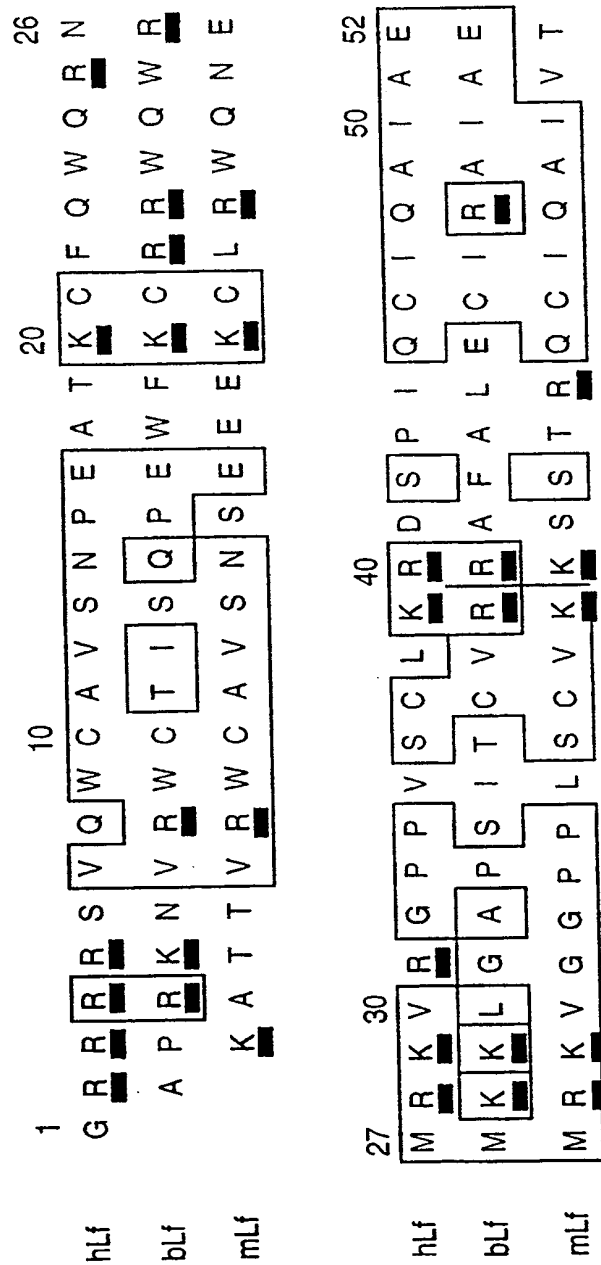 1 10 20 26
hLf G R R R R S V Q W C A V S N P E A T K C F Q W Q R N
bLf A P R K N V R W C T I S Q P E W F K C R R W Q W R
mLf K A T T V R W C A V S N S E E E K C L R W Q N E
27 30 40 50 52
hLf M R K V R G P P V S C L K R D S P I Q C I Q A I A E
bLf M K K L G A P S I T C V R R A F A L E C I R A I A E
mLf M R K V G G P P L S C V K K S S T R Q C I Q A I V T